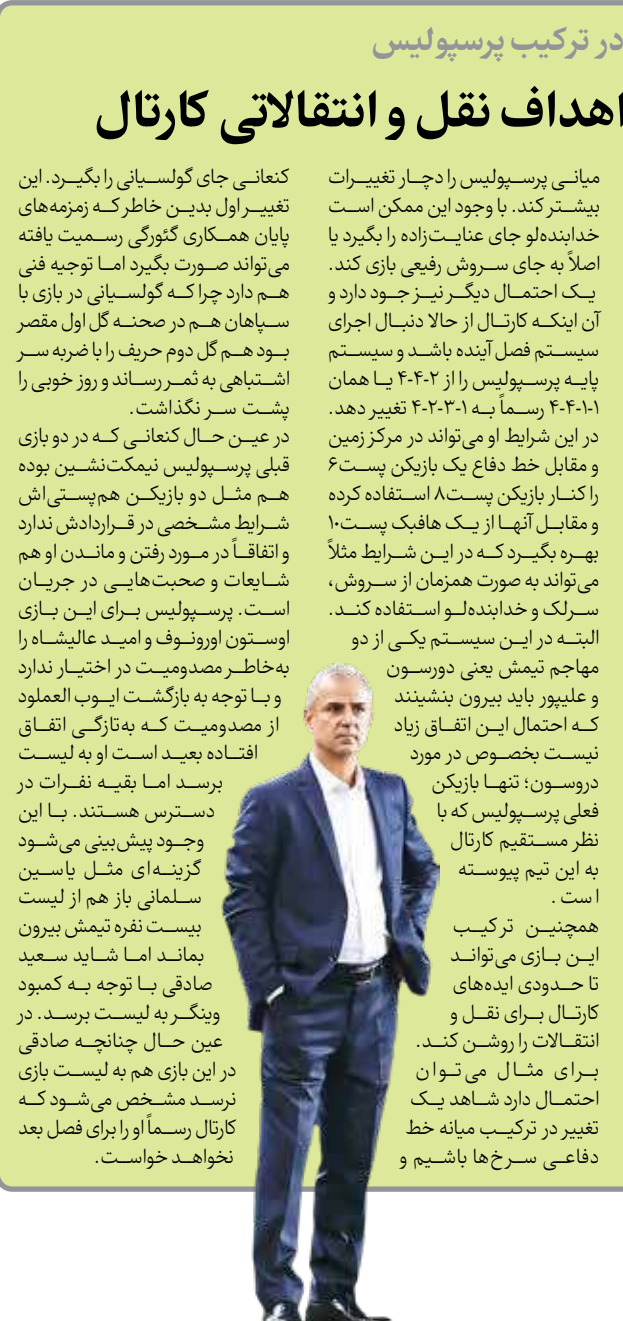 در ترکیب پرسپولیس
اهداف نقل و انتقالاتی کارتال
میانی پرسپولیس را دچار تغییرات
بیشتر کند. با وجود این ممکن است
خدابنده‌لو جای عنایت‌زاده را بگیرد یا
اصلاً به جای سروش رفیعی بازی کند.
یک احتمال دیگر نیز جود دارد و
آن اینکه کارتال از حالا دنبال اجرای
سیستم فصل آینده باشد و سیستم
پایه پرسپولیس را از ۲-۴-۴ یا همان
۱-۱-۴-۴ رسماً به ۱-۳-۲-۴ تغییر دهد.
در این شرایط او می‌تواند در مرکز زمین
و مقابل خط دفاع یک بازیکن پست۶
را کنار بازیکن پست۸ استفاده کرده
و مقابل آنها از یک هافبک پست۱۰
بهره بگیرد که در این شرایط مثلاً
می‌تواند به صورت همزمان از سروش،
سرلک و خدابنده‌لو استفاده کند.
البته در این سیستم یکی از دو
مهاجم تیمش یعنی دورسون
و علیپور باید بیرون بنشینند
که احتمال این اتفاق زیاد
نیست بخصوص در مورد
دروسون؛ تنها بازیکن
فعلی پرسپولیس که با
نظر مستقیم کارتال
به این تیم پیوسته
است .
همچنین ترکیب
این بازی می‌تواند
تا حدودی ایده‌های
کارتال برای نقل و
انتقالات را روشن کند.
برای مثال می‌توان
احتمال دارد شاهد یک
تغییر در ترکیب میانه خط
دفاعی سرخ‌ها باشیم و
کنعانی جای گولسیانی را بگیرد. این
تغییر اول بدین خاطر که زمزمه‌های
پایان همکاری گئورگی رسمیت یافته
می‌تواند صورت بگیرد اما توجیه فنی
هم دارد چرا که گولسیانی در بازی با
سپاهان هم در صحنه گل اول مقصر
بود هم گل دوم حریف را با ضربه سر
اشتباهی به ثمر رساند و روز خوبی را
پشت سر نگذاشت.
در عین حال کنعانی که در دو بازی
قبلی پرسپولیس نیمکت‌نشین بوده
هم مثل دو بازیکن هم‌پستی‌اش
شرایط مشخصی در قراردادش ندارد
و اتفاقاً در مورد رفتن و ماندن او هم
شایعات و صحبت‌هایی در جریان
است. پرسپولیس برای این بازی
اوستون اورونوف و امید عالیشاه را
به‌خاطر مصدومیت در اختیار ندارد
و با توجه به بازگشت ایوب العملود
از مصدومیت که به‌تازگی اتفاق
افتاده بعید است او به لیست
برسد اما بقیه نفرات در
دسترس هستند. با این
وجود پیش‌بینی می‌شود
گزینه‌ای مثل یاسین
سلمانی باز هم از لیست
بیست نفره تیمش بیرون
بماند اما شاید سعید
صادقی با توجه به کمبود
وینگر به لیست برسد. در
عین حال چنانچه صادقی
در این بازی هم به لیست بازی
نرسد مشخص می‌شود که
کارتال رسماً او را برای فصل بعد
نخواهد خواست.